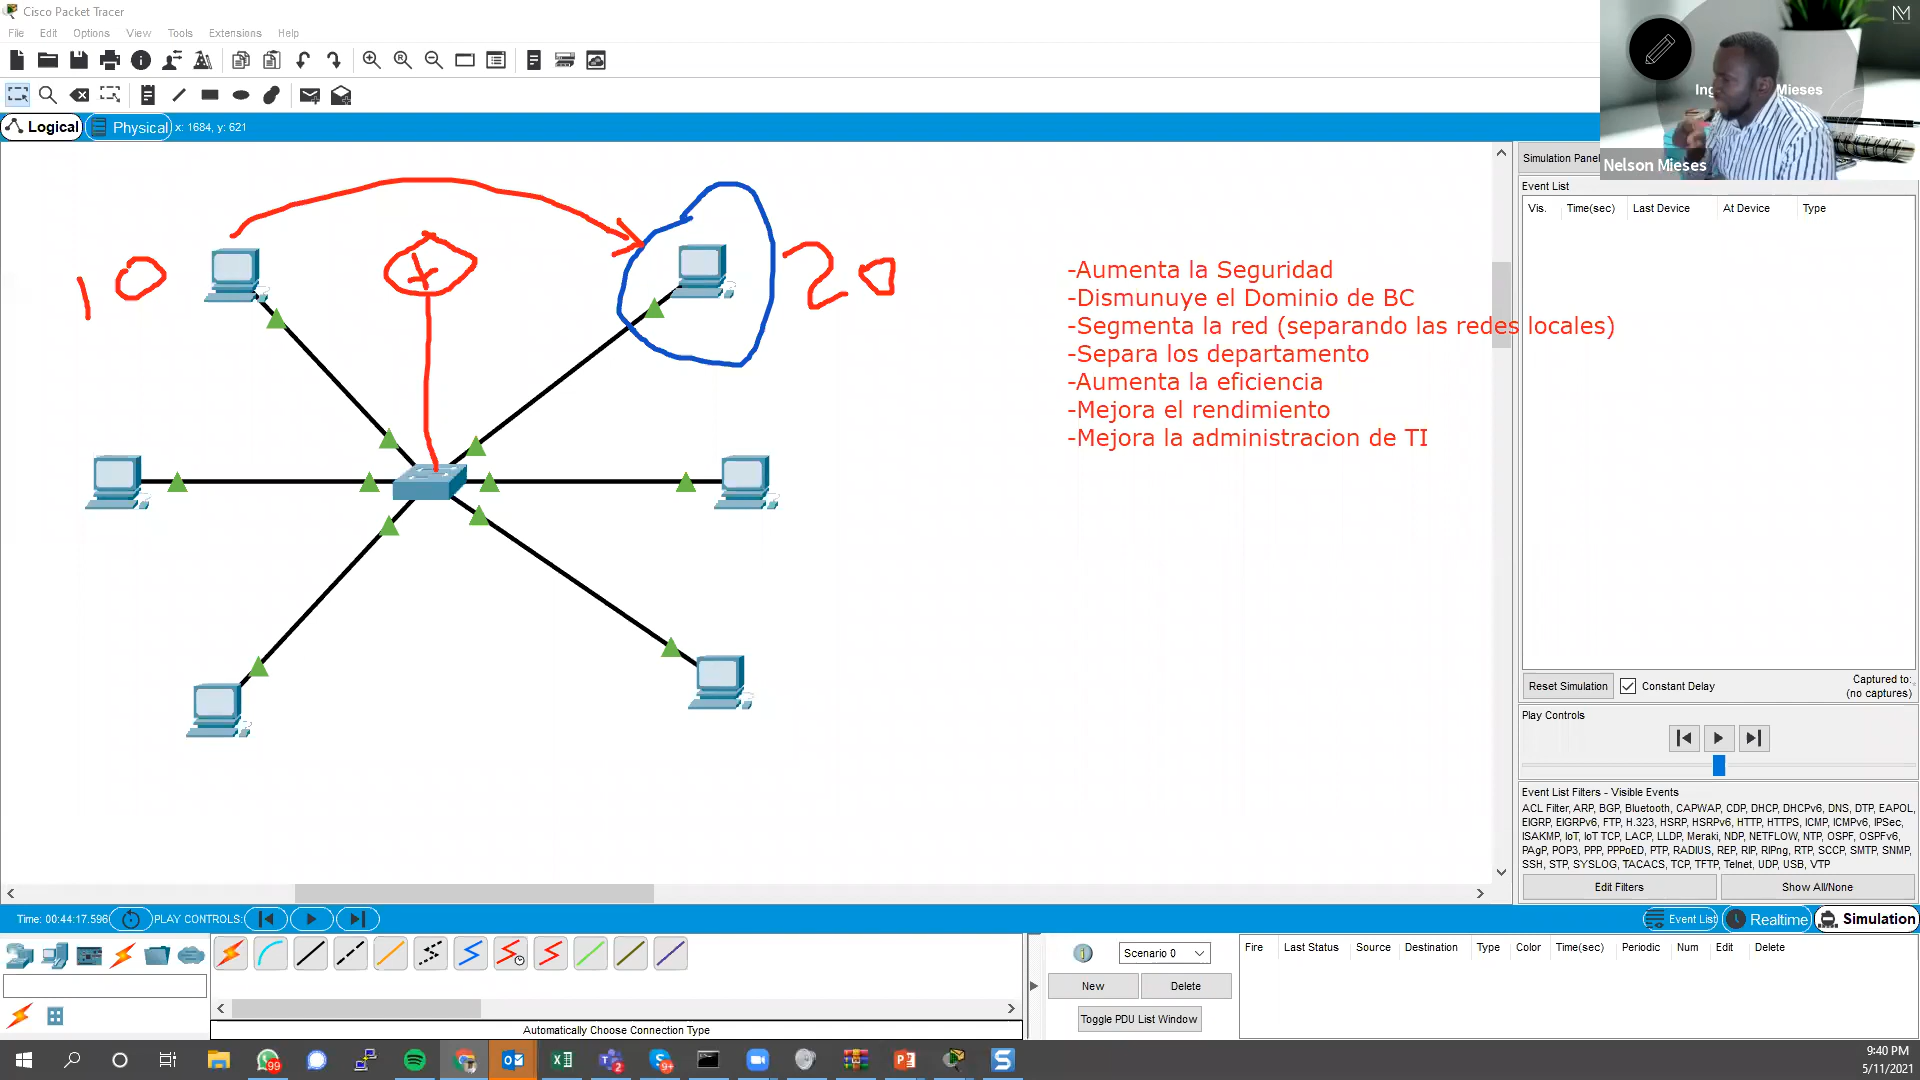 Cisco Packet Tracer
File Edit Options View Tools Extensions Help
Logical
Physical x: 1684, y: 621
Nelson Mieses
Ing
Mieses
Simulation Panel
Event List
Vis. Time(sec) Last Device At Device Type
10
20
-Aumenta la Seguridad
-Dismunuye el Dominio de BC
-Segmenta la red (separando las redes locales)
-Separa los departamento
-Aumenta la eficiencia
-Mejora el rendimiento
-Mejora la administracion de TI
Reset Simulation Constant Delay
Captured to:
(no captures)
Play Controls
Event List Filters - Visible Events
ACL Filter, ARP, BGP, Bluetooth, CAPWAP, CDP, DHCP, DHCPv6, DNS, DTP, EAPOL,
EIGRP, EIGRPv6, FTP, H.323, HSRP, HSRPv6, HTTP, HTTPS, ICMP, ICMPv6, IPSec,
ISAKMP, IoT, IoT TCP, LACP, LLDP, Meraki, NDP, NETFLOW, NTP, OSPF, OSPFv6,
PAgP, POP3, PPP, PPPoED, PTP, RADIUS, REP, RIP, RIPng, RTP, SCCP, SMTP, SNMP,
SSH, STP, SYSLOG, TACACS, TCP, TFTP, Telnet, UDP, USB, VTP
Edit Filters Show All/None
Time: 00:44:17.596 PLAY CONTROLS:
Event List Realtime Simulation
Scenario 0
New Delete
Toggle PDU List Window
Fire Last Status Source Destination Type Color Time(sec) Periodic Num Edit Delete
Automatically Choose Connection Type
99
2
9+
9:40 PM
5/11/2021